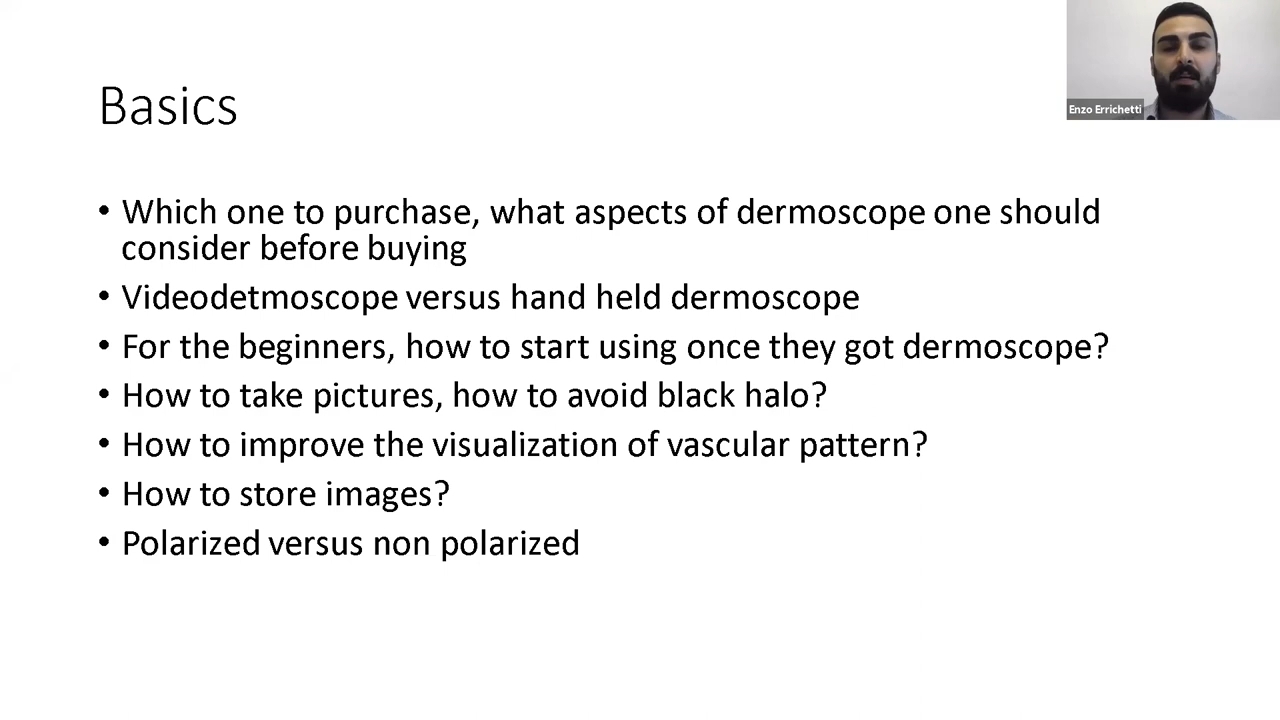 Basics
Enzo Errichetti
• Which one to purchase, what aspects of dermoscope one should
consider before buying
• Videodetmoscope versus hand held dermoscope
• For the beginners, how to start using once they got dermoscope?
• How to take pictures, how to avoid black halo?
• How to improve the visualization of vascular pattern?
• How to store images?
• Polarized versus non polarized